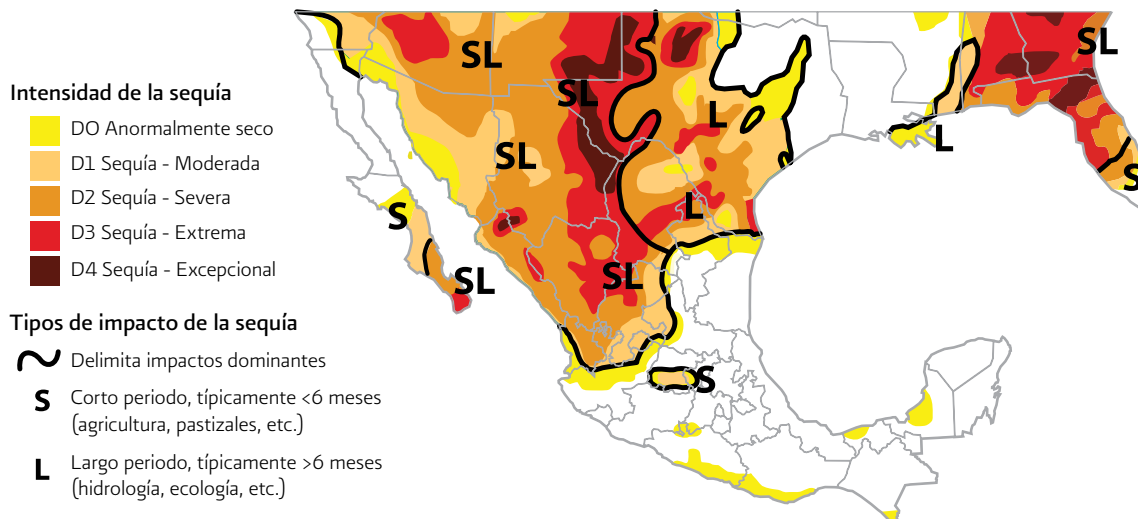 Intensidad de la sequía
DO Anormalmente seco
D1 Sequía - Moderada
D2 Sequía - Severa
D3 Sequía - Extrema
D4 Sequía - Excepcional
Tipos de impacto de la sequía
Delimita impactos dominantes
S Corto periodo, típicamente <6 meses
(agricultura, pastizales, etc.)
L Largo periodo, típicamente >6 meses
(hidrología, ecología, etc.)
SL
SL
SL
L
SL
L
SL
S
L
S
SL
SL
S